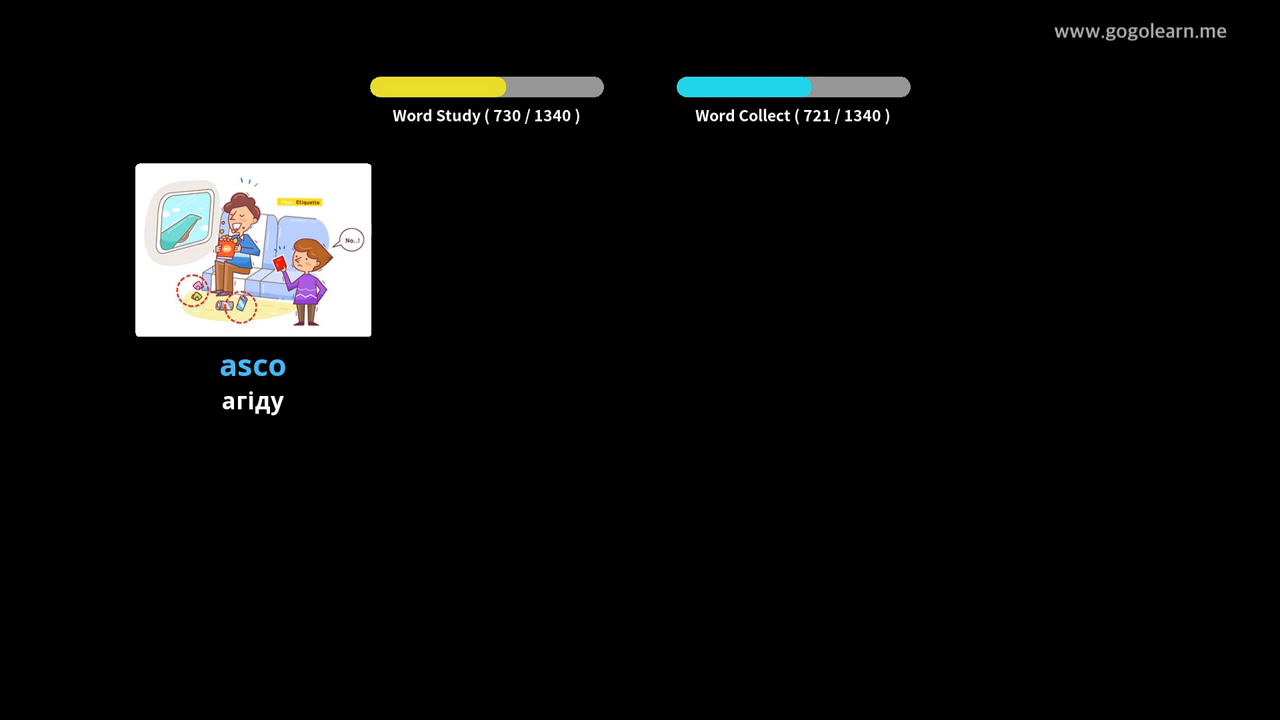 www.gogolearn.me
Word Study ( 730 / 1340 )
Word Collect ( 721 / 1340 )
Etiquette
No..!
asco
агіду